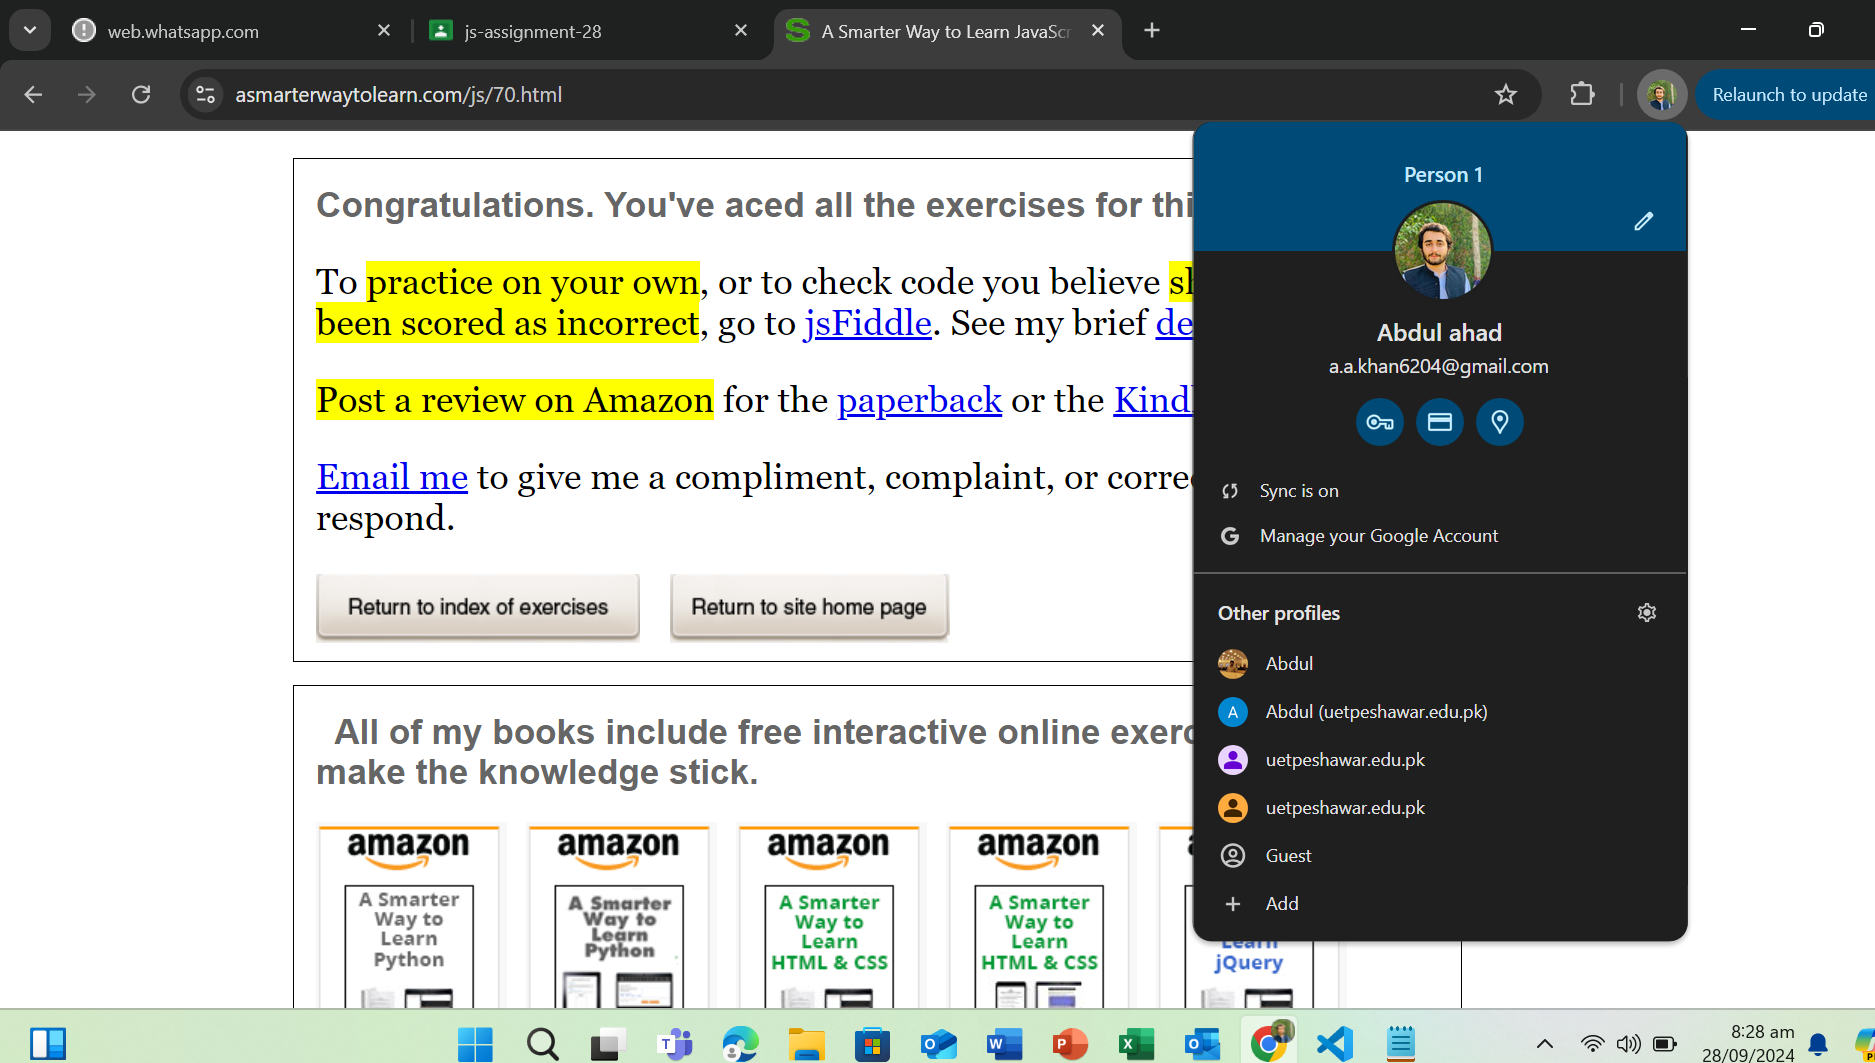 web.whatsapp.com
js-assignment-28
A Smarter Way to Learn JavaScr
asmarterwaytolearn.com/js/70.html
Relaunch to update
Congratulations. You've aced all the exercises for thi
To practice on your own, or to check code you believe sh
been scored as incorrect, go to jsFiddle. See my brief de
Post a review on Amazon for the paperback or the Kind
Email me to give me a compliment, complaint, or corre
respond.
Return to index of exercises
Return to site home page
All of my books include free interactive online exerc
make the knowledge stick.
amazon
A Smarter
Way to
Learn
Python
amazon
A Smarter
Way to
Learn
Python
amazon
A Smarter
Way to
Learn
HTML & CSS
amazon
A Smarter
Way to
Learn
HTML & CSS
Learn
jQuery
Person 1
Abdul ahad
a.a.khan6204@gmail.com
Sync is on
Manage your Google Account
Other profiles
Abdul
A
Abdul (uetpeshawar.edu.pk)
uetpeshawar.edu.pk
uetpeshawar.edu.pk
Guest
Add
8:28 am
28/09/2024